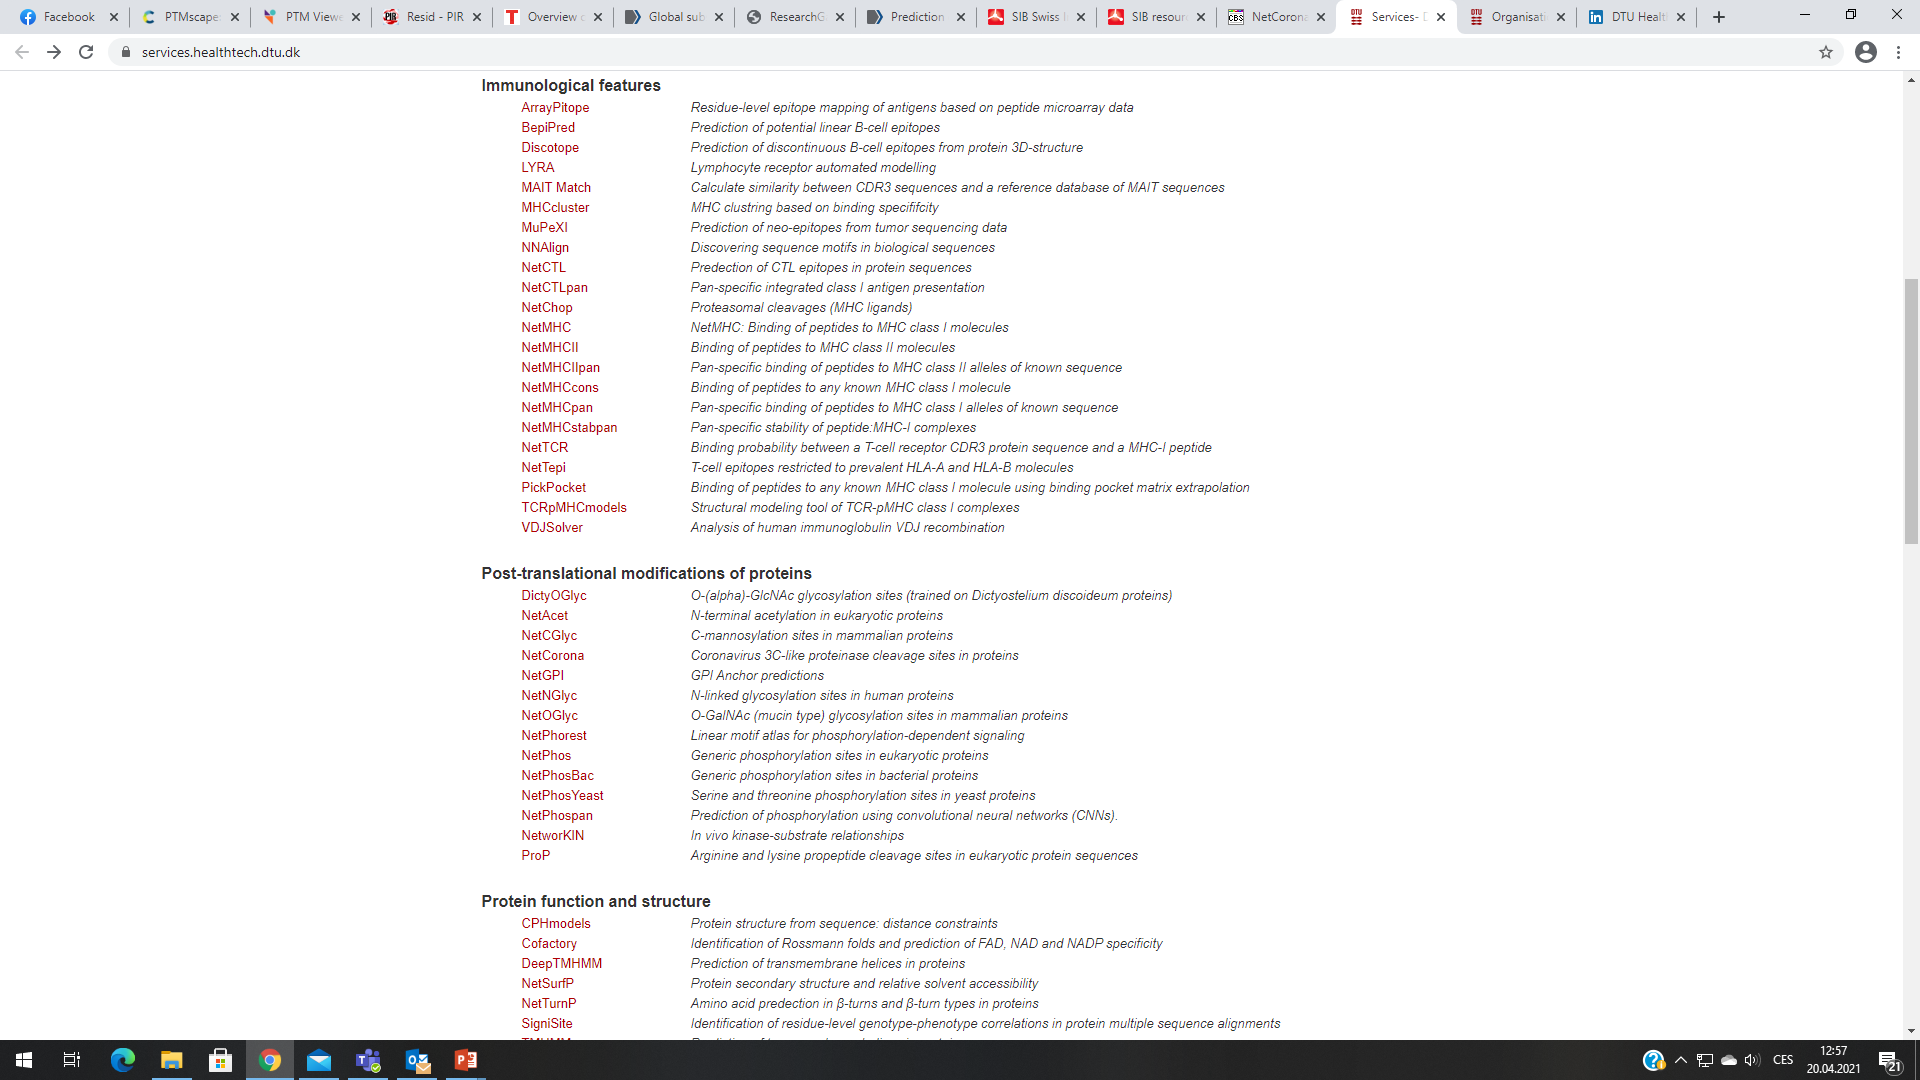 Facebook
PTMscape
PTM Viewe
Resid - PIR
Overview
Global sub
ResearchG
Prediction
SIB Swiss
SIB resour
NetCorona
Services- D
Organisati
DTU Healt
services.healthtech.dtu.dk
Immunological features
ArrayPitope Residue-level epitope mapping of antigens based on peptide microarray data
BepiPred Prediction of potential linear B-cell epitopes
Discotope Prediction of discontinuous B-cell epitopes from protein 3D-structure
LYRA Lymphocyte receptor automated modelling
MAIT Match Calculate similarity between CDR3 sequences and a reference database of MAIT sequences
MHCcluster MHC clustring based on binding specififcity
MuPeXI Prediction of neo-epitopes from tumor sequencing data
NNAlign Discovering sequence motifs in biological sequences
NetCTL Predection of CTL epitopes in protein sequences
NetCTLpan Pan-specific integrated class I antigen presentation
NetChop Proteasomal cleavages (MHC ligands)
NetMHC NetMHC: Binding of peptides to MHC class I molecules
NetMHCII Binding of peptides to MHC class II molecules
NetMHCIIpan Pan-specific binding of peptides to MHC class II alleles of known sequence
NetMHCcons Binding of peptides to any known MHC class I molecule
NetMHCpan Pan-specific binding of peptides to MHC class I alleles of known sequence
NetMHCstabpan Pan-specific stability of peptide:MHC-I complexes
NetTCR Binding probability between a T-cell receptor CDR3 protein sequence and a MHC-I peptide
NetTepi T-cell epitopes restricted to prevalent HLA-A and HLA-B molecules
PickPocket Binding of peptides to any known MHC class I molecule using binding pocket matrix extrapolation
TCRpMHCmodels Structural modeling tool of TCR-pMHC class I complexes
VDJSolver Analysis of human immunoglobulin VDJ recombination
Post-translational modifications of proteins
DictyOGlyc O-(alpha)-GlcNAc glycosylation sites (trained on Dictyostelium discoideum proteins)
NetAcet N-terminal acetylation in eukaryotic proteins
NetCGlyc C-mannosylation sites in mammalian proteins
NetCorona Coronavirus 3C-like proteinase cleavage sites in proteins
NetGPI GPI Anchor predictions
NetNGlyc N-linked glycosylation sites in human proteins
NetOGlyc O-GalNAc (mucin type) glycosylation sites in mammalian proteins
NetPhorest Linear motif atlas for phosphorylation-dependent signaling
NetPhos Generic phosphorylation sites in eukaryotic proteins
NetPhosBac Generic phosphorylation sites in bacterial proteins
NetPhosYeast Serine and threonine phosphorylation sites in yeast proteins
NetPhospan Prediction of phosphorylation using convolutional neural networks (CNNs).
NetworKIN In vivo kinase-substrate relationships
ProP Arginine and lysine propeptide cleavage sites in eukaryotic protein sequences
Protein function and structure
CPHmodels Protein structure from sequence: distance constraints
Cofactory Identification of Rossmann folds and prediction of FAD, NAD and NADP specificity
DeepTMHMM Prediction of transmembrane helices in proteins
NetSurfP Protein secondary structure and relative solvent accessibility
NetTurnP Amino acid predection in β-turns and β-turn types in proteins
SigniSite Identification of residue-level genotype-phenotype correlations in protein multiple sequence alignments
CES
12:57
20.04.2021
21